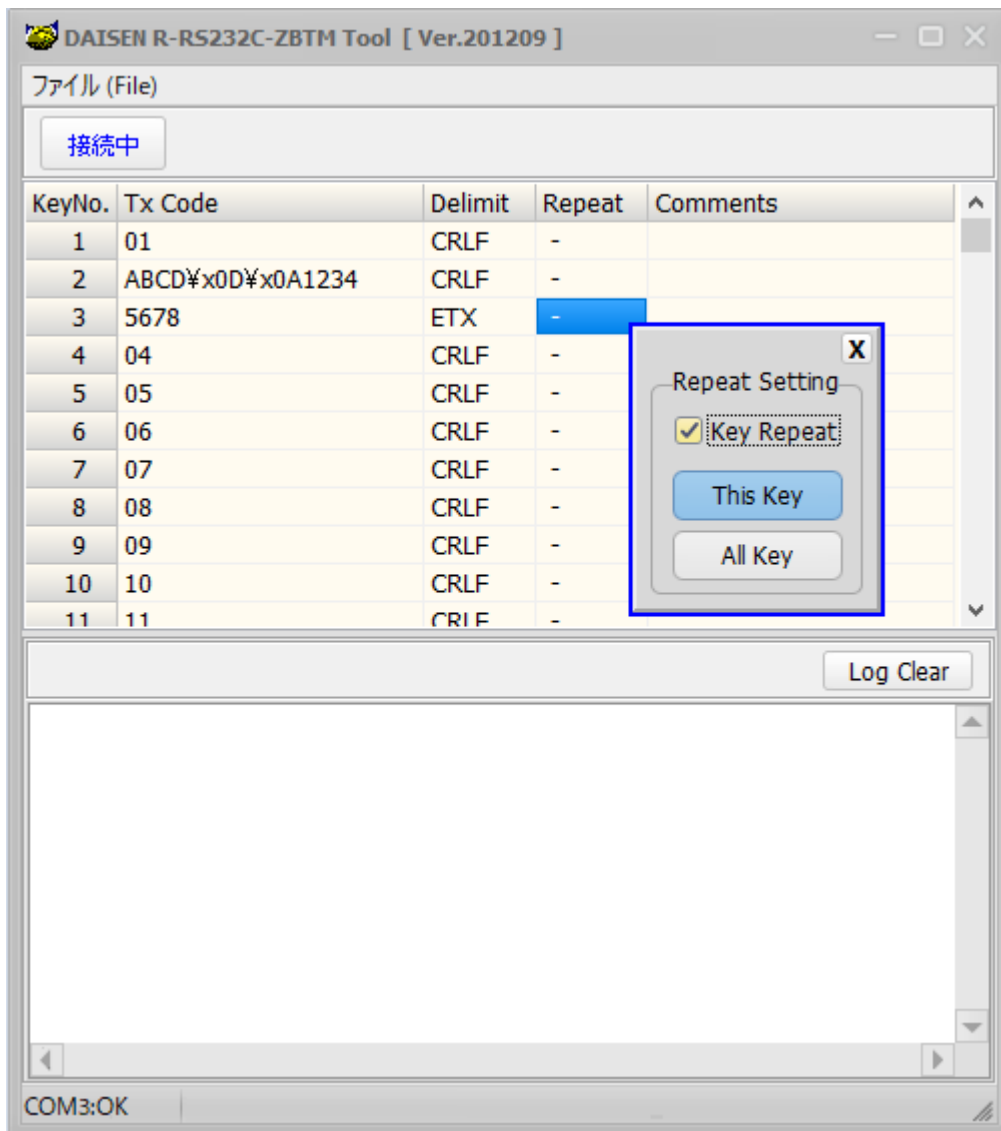 DAISEN R-RS232C-ZBTM Tool [ Ver.201209 ]
ファイル (File)
接続中
KeyNo. Tx Code Delimit Repeat Comments
1 01 CRLF -
2 ABCD¥x0D¥x0A1234 CRLF -
3 5678 ETX -
4 04 CRLF -
5 05 CRLF -
6 06 CRLF -
7 07 CRLF -
8 08 CRLF -
9 09 CRLF -
10 10 CRLF -
11 11 CRLF -
X
Repeat Setting
Key Repeat
This Key
All Key
Log Clear
COM3:OK